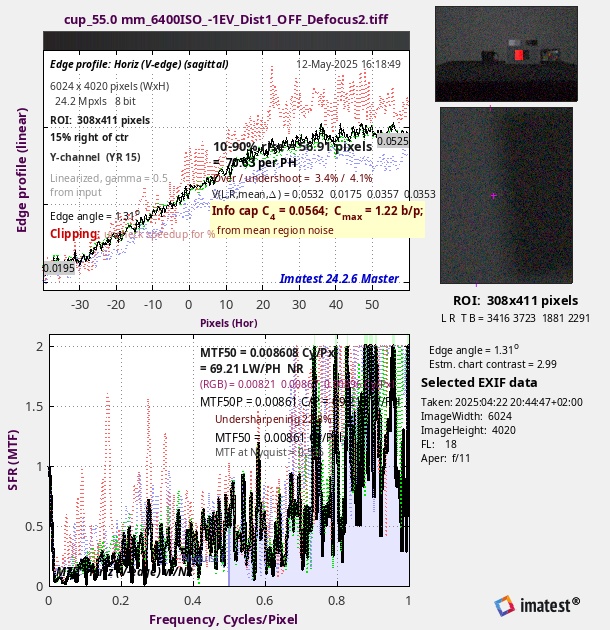 cup_55.0 mm_6400ISO_-1EV_Dist1_OFF_Defocus2.tiff
Edge profile: Horiz (V-edge) (sagittal)
12-May-2025 16:18:49
6024 x 4020 pixels (WxH)
24.2 Mpxls 8 bit
ROI: 308x411 pixels
15% right of ctr
Y-channel (YR 15)
Linearized, gamma = 0.5
from input
Edge angle = 1.31°
Clipping:
speedup for %
10-90%
56.91 pixels
= 70.63 per PH
Over / undershoot = 3.4% / 4.1%
V(L,R,mean,Δ) = 0.0532 0.0175 0.0357 0.0353
Info cap C4 = 0.0564; Cmax = 1.22 b/p;
from mean region noise
0.0525
0.0195
Imatest 24.2.6 Master
Edge profile (linear)
-30 -20 -10 0 10 20 30 40 50
Pixels (Hor)
ROI: 308x411 pixels
L R T B = 3416 3723 1881 2291
Edge angle = 1.31°
Estm. chart contrast = 2.99
Selected EXIF data
Taken: 2025:04:22 20:44:47+02:00
ImageWidth: 6024
ImageHeight: 4020
FL: 18
Aper: f/11
MTF50 = 0.008608 Cy/Pxl
= 69.21 LW/PH NR
(RGB) = 0.00821
MTF50P = 0.00861
Undersharpening
MTF50 = 0.00861 Cy/Pxl
MTF at Nyquist =
SFR (MTF)
2
1.5
1
0.5
0
0 0.2 0.4 0.6 0.8 1
Frequency, Cycles/Pixel
imatest®